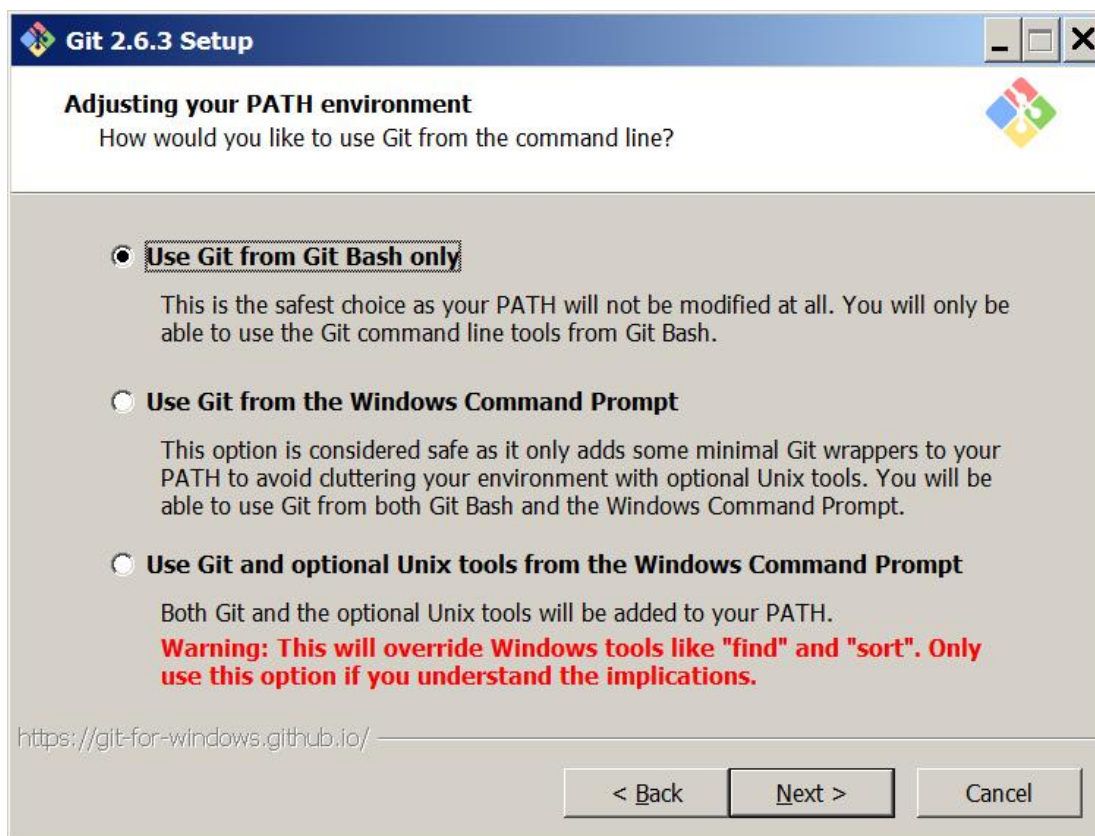 Git 2.6.3 Setup
Adjusting your PATH environment
How would you like to use Git from the command line?
Use Git from Git Bash only
This is the safest choice as your PATH will not be modified at all. You will only be
able to use the Git command line tools from Git Bash.
Use Git from the Windows Command Prompt
This option is considered safe as it only adds some minimal Git wrappers to your
PATH to avoid cluttering your environment with optional Unix tools. You will be
able to use Git from both Git Bash and the Windows Command Prompt.
Use Git and optional Unix tools from the Windows Command Prompt
Both Git and the optional Unix tools will be added to your PATH.
Warning: This will override Windows tools like "find" and "sort". Only
use this option if you understand the implications.
https://git-for-windows.github.io/
< Back Next > Cancel